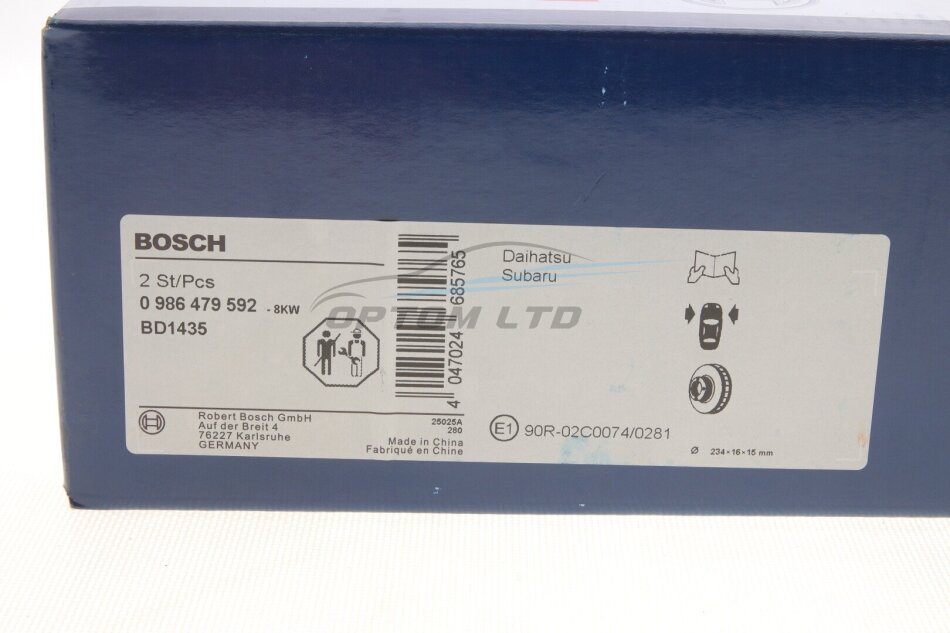 BOSCH
2 St/Pcs
0 986 479 592 - 8KW
BD1435
4 047024 685765
Daihatsu
Subaru
OPTOM LTD
Robert Bosch GmbH
Auf der Breit 4
76227 Karlsruhe
GERMANY
25025A
280
Made in China
Fabriqué en Chine
E1 90R-02C0074/0281
Ø 234×16×15 mm